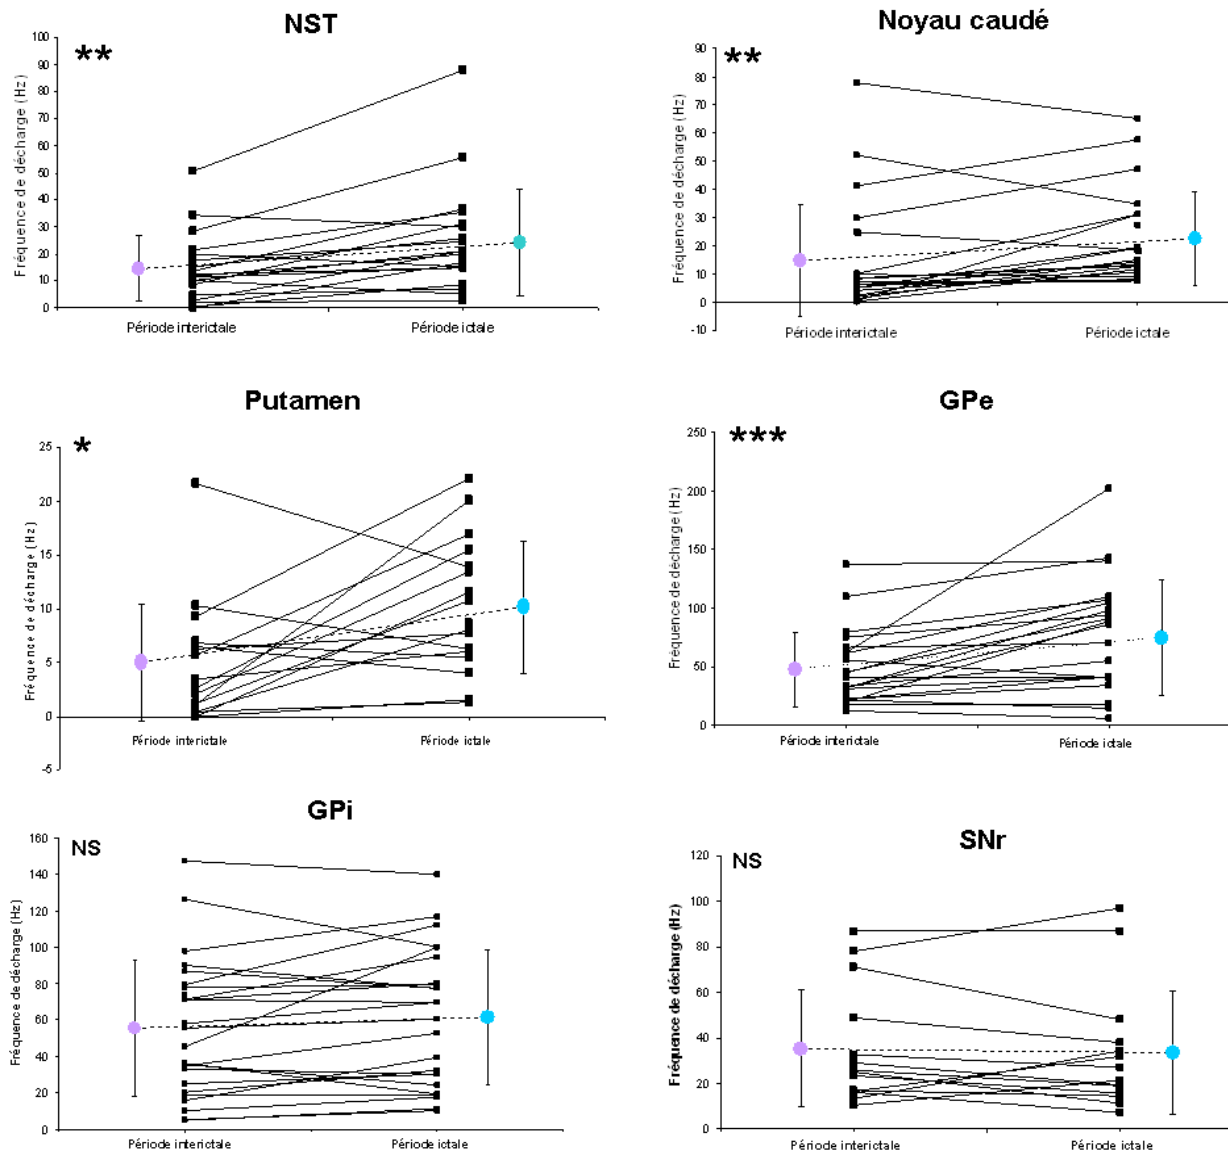 NST
**
Fréquence de décharge (Hz)
100
90
80
70
60
50
40
30
20
10
0
Période interictale
Période ictale
Noyau caudé
**
Fréquence de décharge (Hz)
90
80
70
60
50
40
30
20
10
0
-10
Période interictale
Période ictale
Putamen
*
Fréquence de décharge (Hz)
25
20
15
10
5
0
-5
Période interictale
Période ictale
GPe
***
Fréquence de décharge (Hz)
250
200
150
100
50
0
Période interictale
Période ictale
GPi
NS
Fréquence de décharge (Hz)
160
140
120
100
80
60
40
20
0
Période interictale
Période ictale
SNr
NS
Fréquence de décharge (Hz)
120
100
80
60
40
20
0
Période interictale
Période ictale